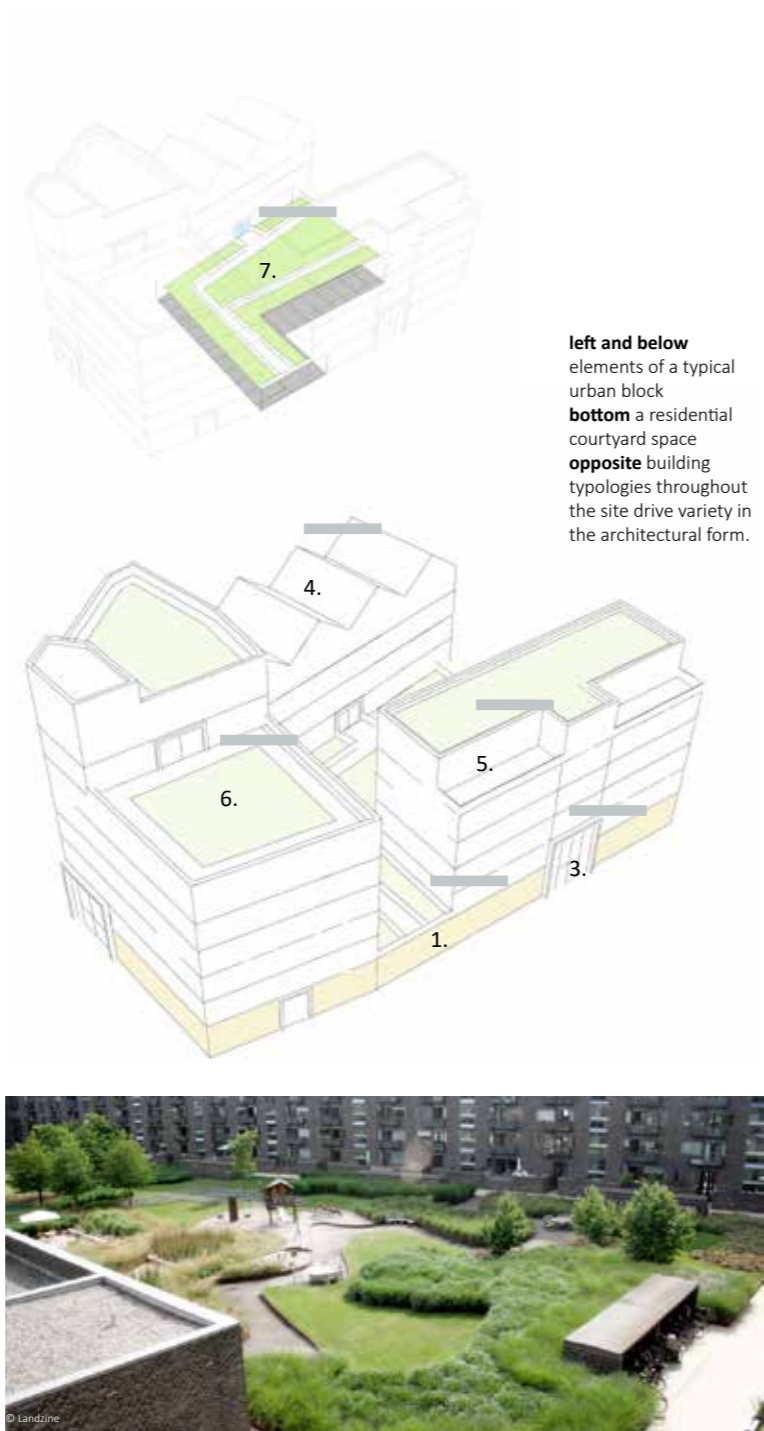 7.
left and below
elements of a typical
urban block
bottom a residential
courtyard space
opposite building
typologies throughout
the site drive variety in
the architectural form.
4.
5.
6.
3.
1.
© Landzine